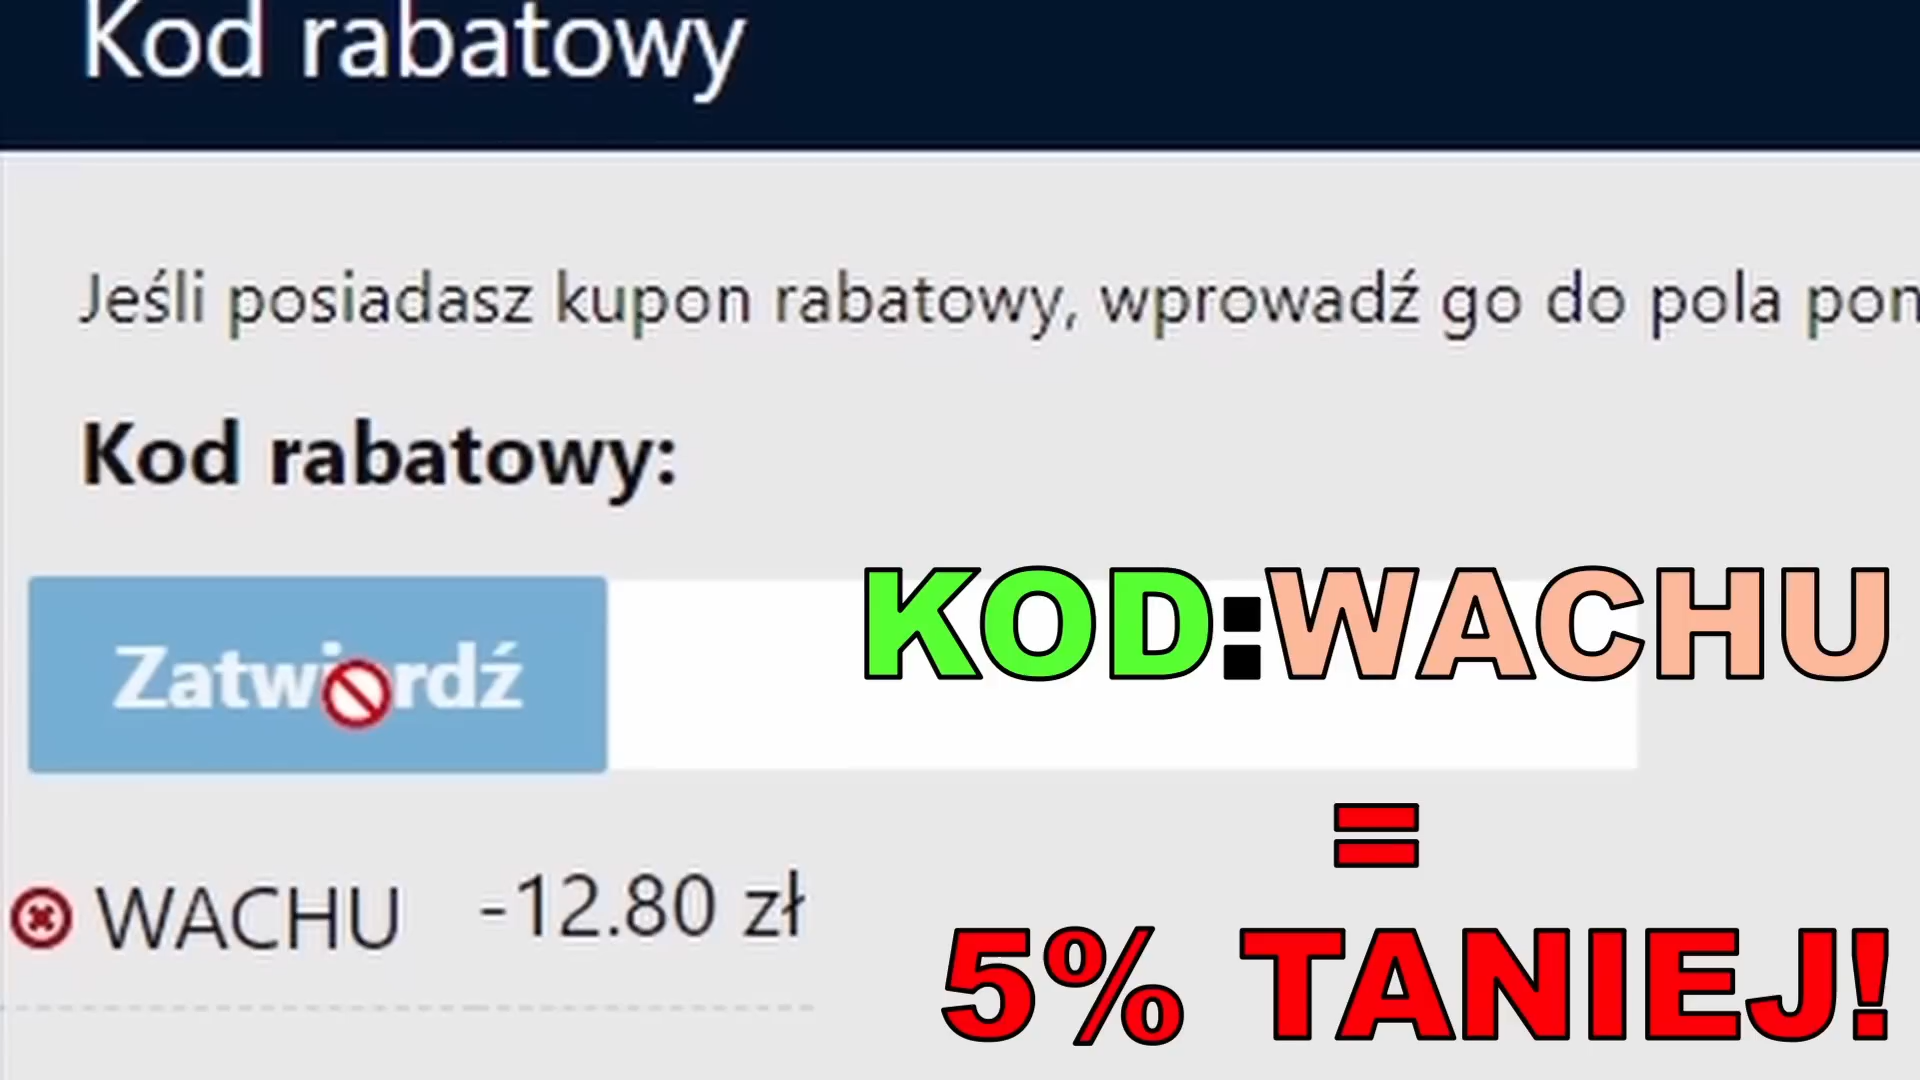 Kod rabatowy
Jeśli posiadasz kupon rabatowy, wprowadź go do pola
Kod rabatowy:
Zatwierdź
KOD:WACHU
=
WACHU -12.80 zł
5% TANIEJ!